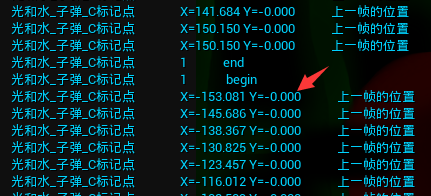 光和水_子弹_C标记点 X=141.684 Y=-0.000 上一帧的位置
光和水_子弹_C标记点 X=150.150 Y=-0.000 上一帧的位置
光和水_子弹_C标记点 X=150.150 Y=-0.000 上一帧的位置
光和水_子弹_C标记点 1 end
光和水_子弹_C标记点 1 begin
光和水_子弹_C标记点 X=-153.081 Y=-0.000 上一帧的位置
光和水_子弹_C标记点 X=-145.686 Y=-0.000 上一帧的位置
光和水_子弹_C标记点 X=-138.367 Y=-0.000 上一帧的位置
光和水_子弹_C标记点 X=-130.825 Y=-0.000 上一帧的位置
光和水_子弹_C标记点 X=-123.457 Y=-0.000 上一帧的位置
光和水_子弹_C标记点 X=-116.012 Y=-0.000 上一帧的位置